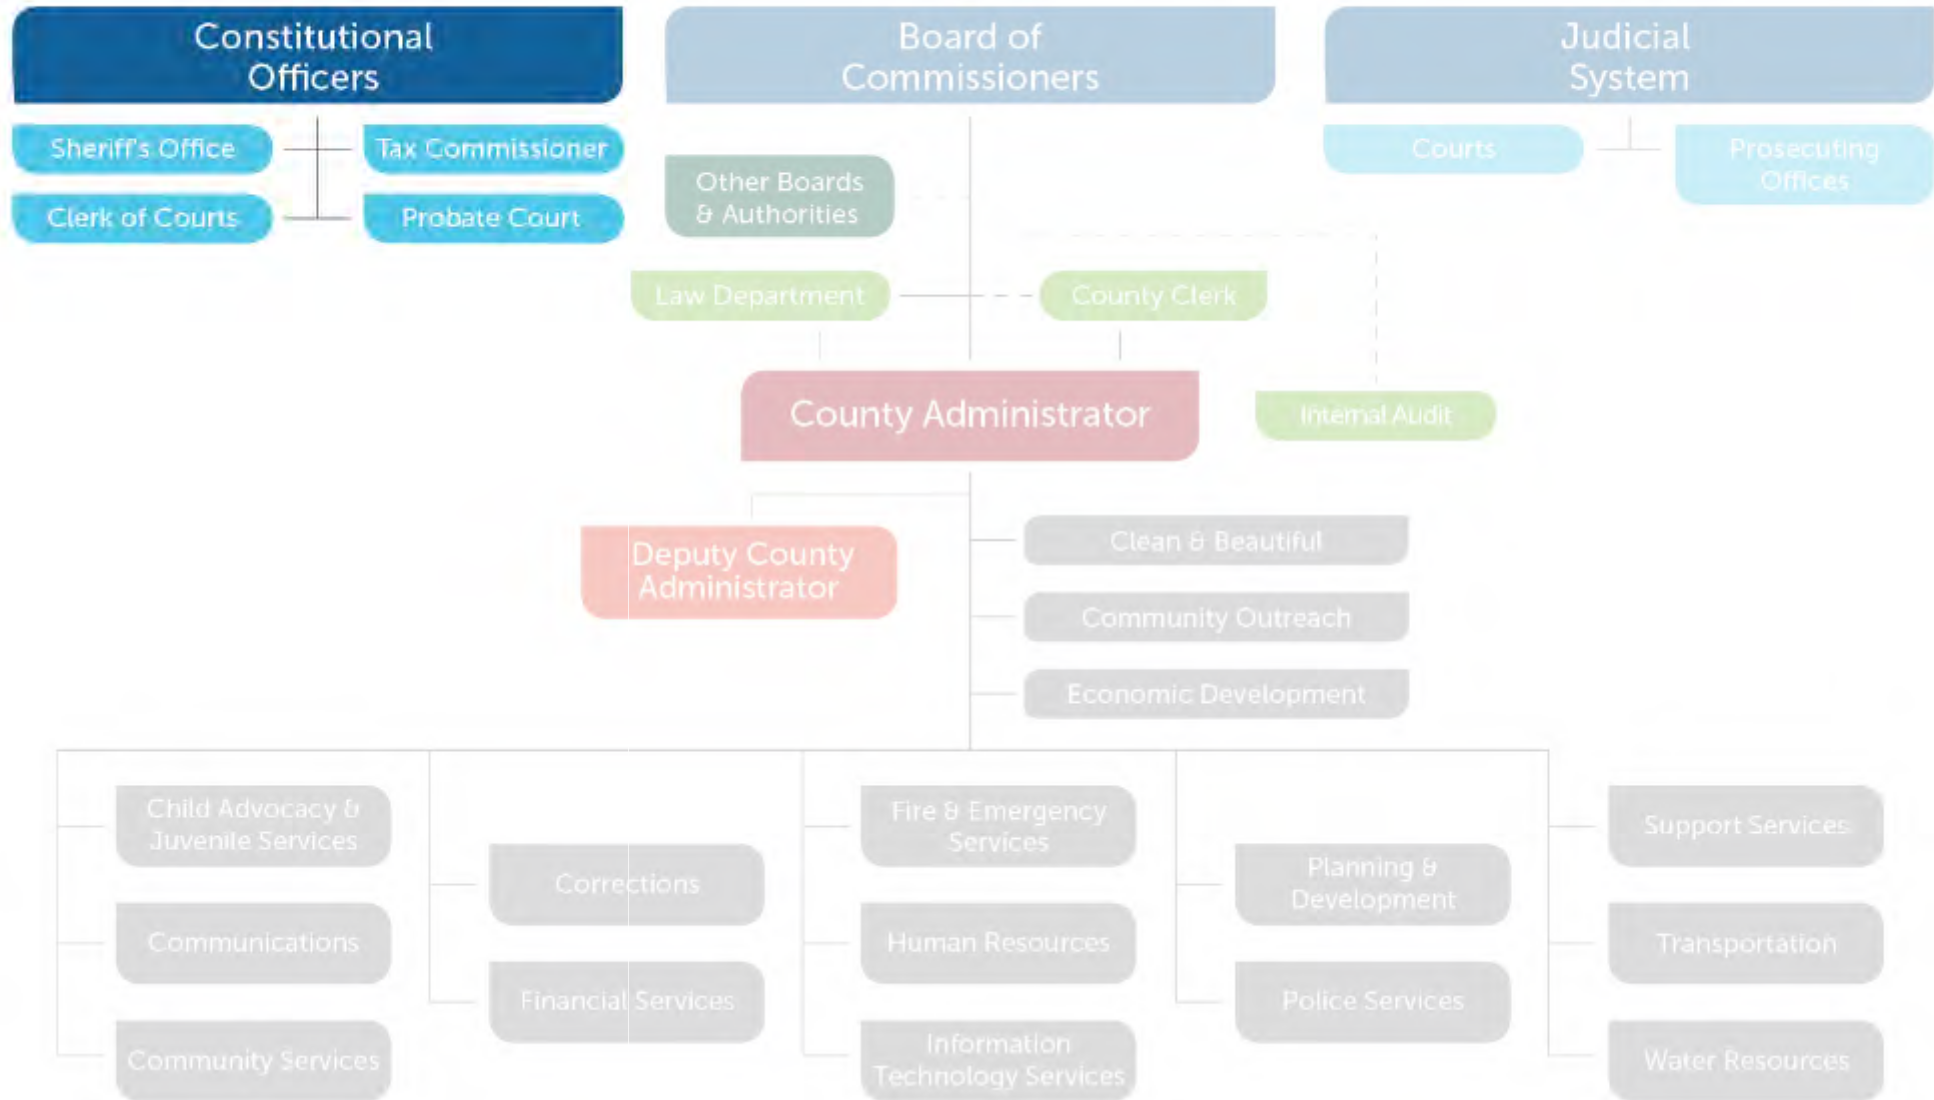 Constitutional
Officers
Board of
Commissioners
Judicial
System
Sheriff's Office
Tax Commissioner
Clerk of Courts
Probate Court
Other Boards
& Authorities
Courts
Prosecuting
Offices
Law Department
County Clerk
County Administrator
Internal Audit
Deputy County
Administrator
Clean & Beautiful
Community Outreach
Economic Development
Child Advocacy &
Juvenile Services
Communications
Community Services
Corrections
Financial Services
Fire & Emergency
Services
Human Resources
Information
Technology Services
Planning &
Development
Police Services
Support Services
Transportation
Water Resources